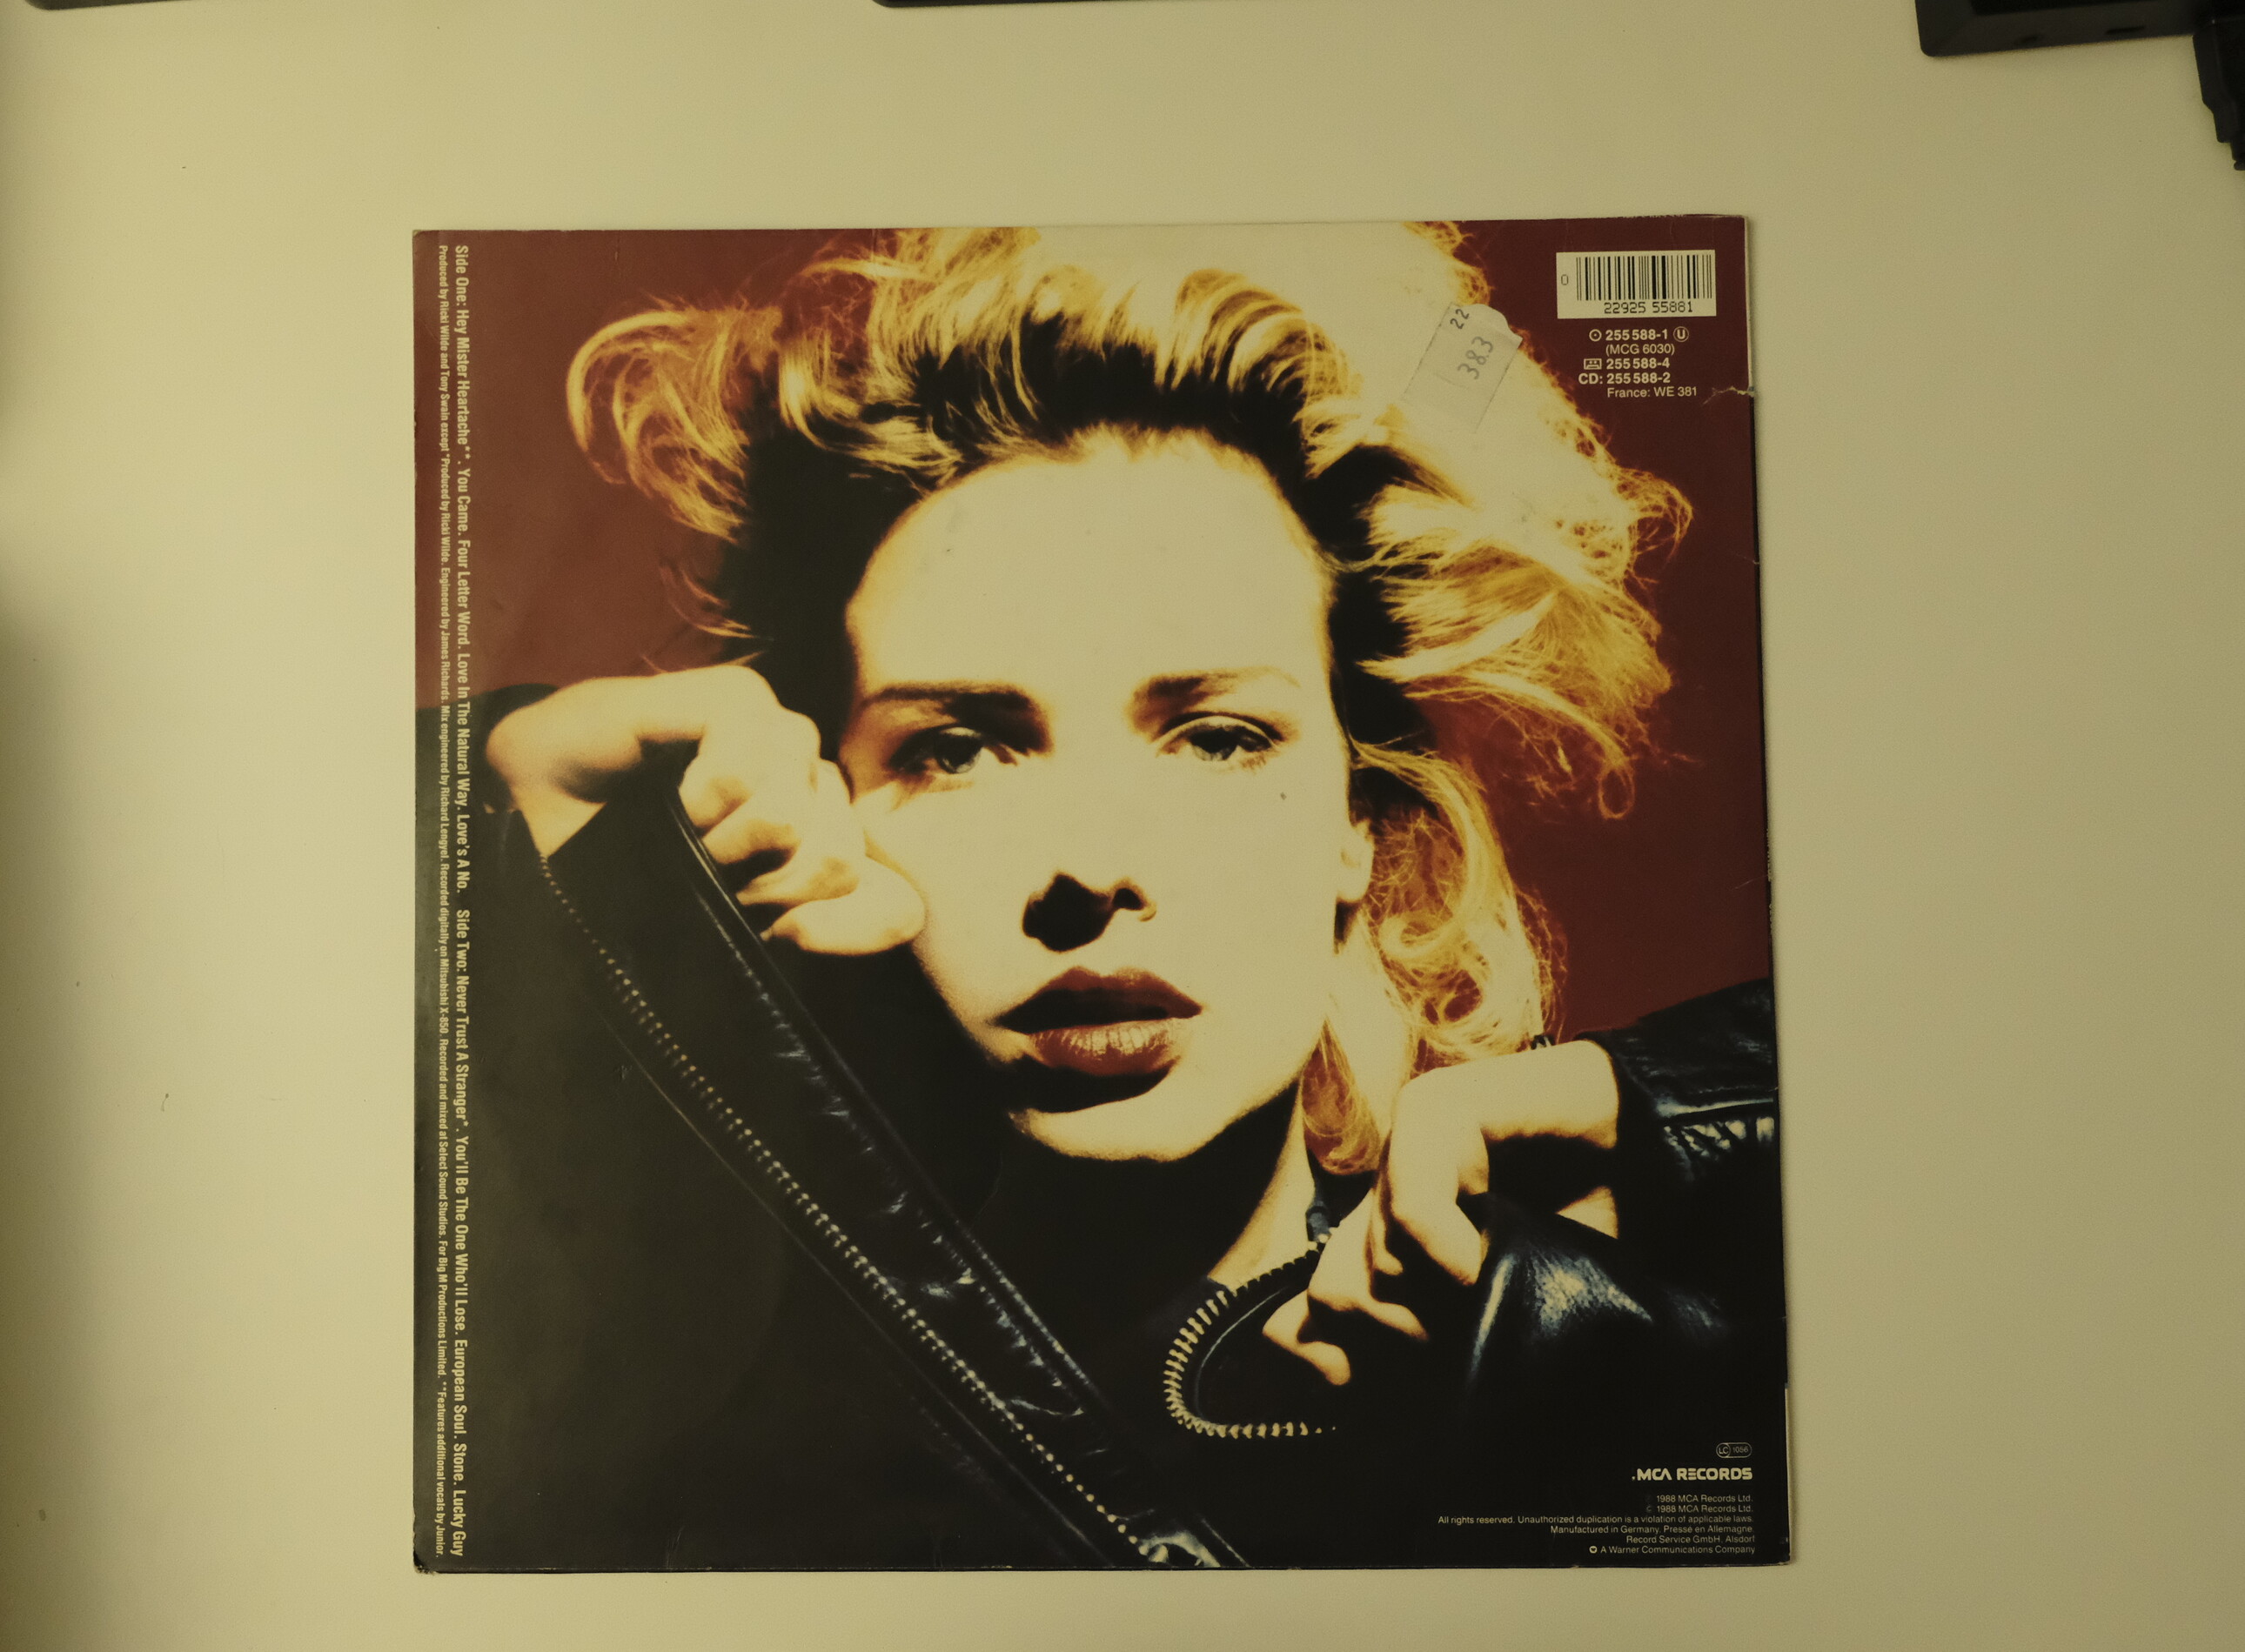 Side One: Hey Mister Heartache**. You Came. Four Letter Word. Love In The Natural Way. Love's A No. Side Two: Never Trust A Stranger*. You'll Be The One Who'll Lose. European Soul. Stone. Lucky Guy
Produced by Ricki Wilde and Tony Swain except *Produced by Ricki Wilde. Engineered by James Richards. Mix engineered by Richard Lengyel. Recorded digitally on Mitsubishi X-850. Recorded and mixed at Select Sound Studios. For Big M Productions Limited. **Features additional vocals by Junior.
0
22925 55881
255 588-1 U
(MCG 6030)
255 588-4
CD: 255 588-2
France: WE 381
22
383
LC 1056
MCA RECORDS
1988 MCA Records Ltd.
© 1988 MCA Records Ltd.
All rights reserved. Unauthorized duplication is a violation of applicable laws.
Manufactured in Germany. Pressé en Allemagne.
Record Service GmbH, Alsdorf
A Warner Communications Company